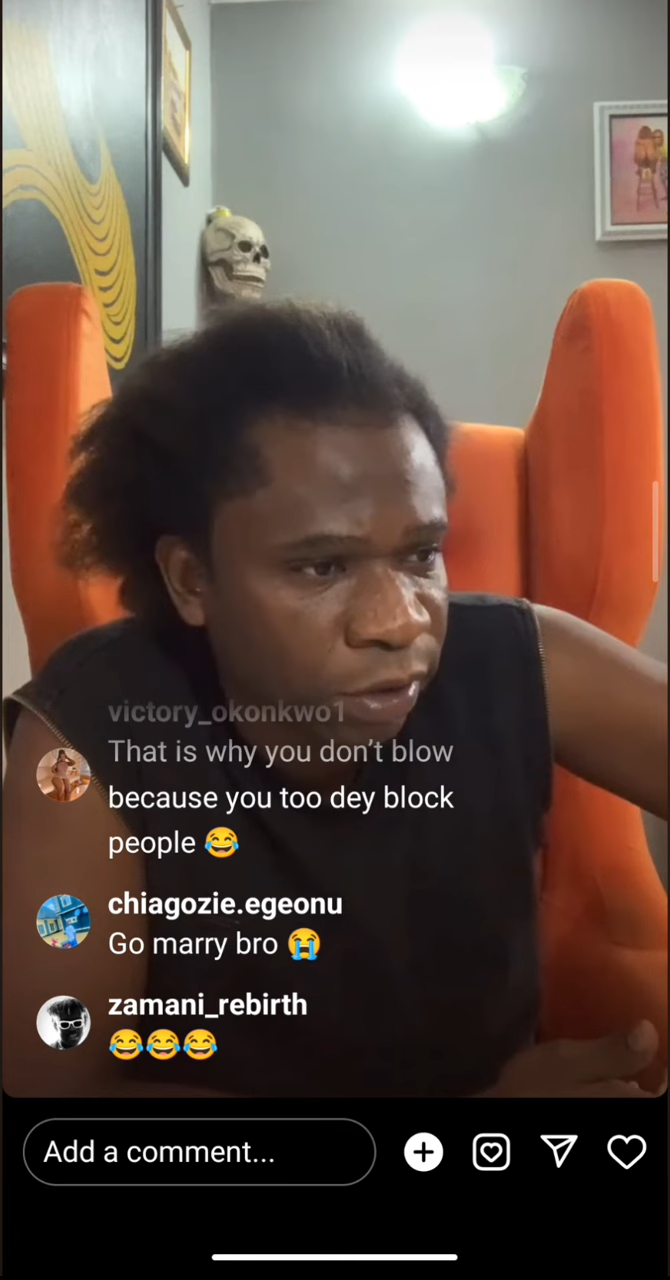 victory_okonkwo1
That is why you don’t blow
because you too dey block
people 😂
chiagozie.egeonu
Go marry bro 😭
zamani_rebirth
😂😂😂
Add a comment...